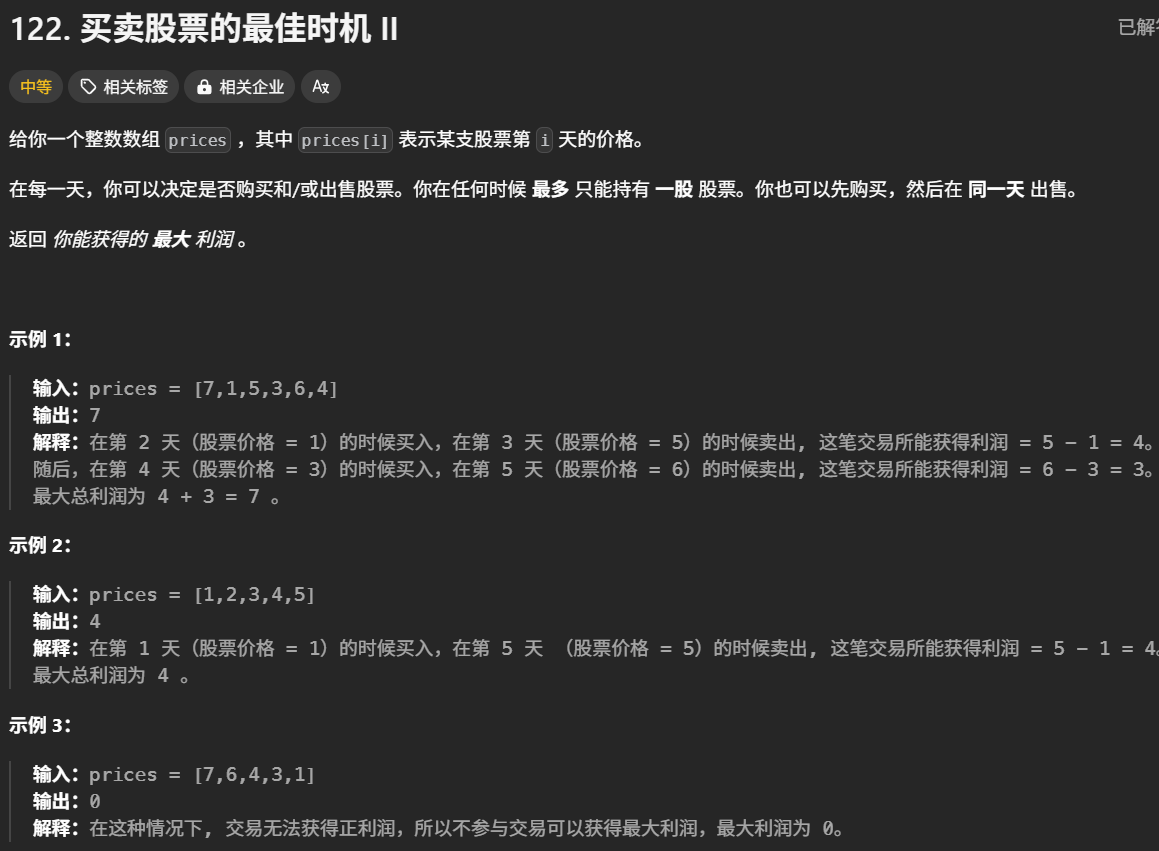 122. 买卖股票的最佳时机 II
已解
中等 相关标签 相关企业
给你一个整数数组 prices ，其中 prices[i] 表示某支股票第 i 天的价格。
在每一天，你可以决定是否购买和/或出售股票。你在任何时候 最多 只能持有 一股 股票。你也可以先购买，然后在 同一天 出售。
返回 你能获得的 最大 利润 。
示例 1：
输入：prices = [7,1,5,3,6,4]
输出：7
解释：在第 2 天（股票价格 = 1）的时候买入，在第 3 天（股票价格 = 5）的时候卖出, 这笔交易所能获得利润 = 5 - 1 = 4。
随后，在第 4 天（股票价格 = 3）的时候买入，在第 5 天（股票价格 = 6）的时候卖出, 这笔交易所能获得利润 = 6 - 3 = 3。
最大总利润为 4 + 3 = 7 。
示例 2：
输入：prices = [1,2,3,4,5]
输出：4
解释：在第 1 天（股票价格 = 1）的时候买入，在第 5 天 （股票价格 = 5）的时候卖出, 这笔交易所能获得利润 = 5 - 1 = 4。
最大总利润为 4 。
示例 3：
输入：prices = [7,6,4,3,1]
输出：0
解释：在这种情况下, 交易无法获得正利润，所以不参与交易可以获得最大利润，最大利润为 0。